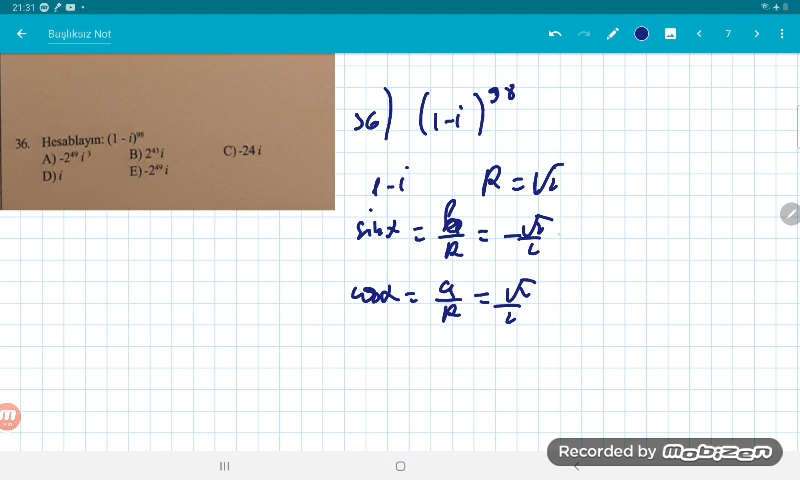 21:31
Başlıksız Not
7
36. Hesablayın: (1 - i)⁹⁸
A) -2⁴⁹ i ³ B) 2⁴³ i C) -24 i
D) i E) -2⁴⁹ i
36) (1-i)⁹⁸
1-i R = √2
sinα = b/R = -√2/2
cosα = a/R = √2/2
Recorded by mobizen